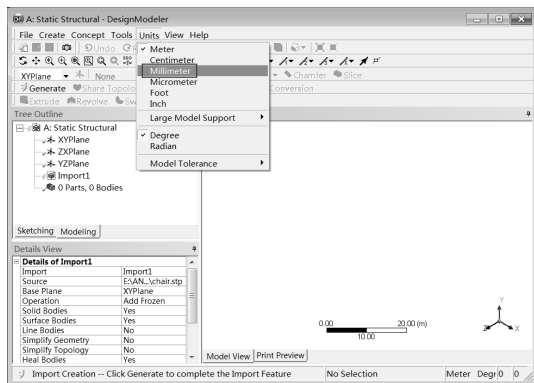 A: Static Structural - DesignModeler
File Create Concept Tools Units View Help
Undo
Meter
Centimeter
Millimeter
Micrometer
Foot
Inch
Large Model Support
Degree
Radian
Model Tolerance
XYPlane None
Chamfer Slice
Generate Share Topolo
Conversion
Extrude Revolve Sw
Tree Outline
A: Static Structural
XYPlane
ZXPlane
YZPlane
Import1
0 Parts, 0 Bodies
Sketching Modeling
Details View
Details of Import1
Import Import1
Source E:\AN...\chair.stp
Base Plane XYPlane
Operation Add Frozen
Solid Bodies Yes
Surface Bodies Yes
Line Bodies No
Simplify Geometry No
Simplify Topology No
Heal Bodies Yes
0.00 20.00 (m)
10.00
Y
Z X
Model View Print Preview
Import Creation -- Click Generate to complete the Import Feature No Selection Meter Degr 0 0